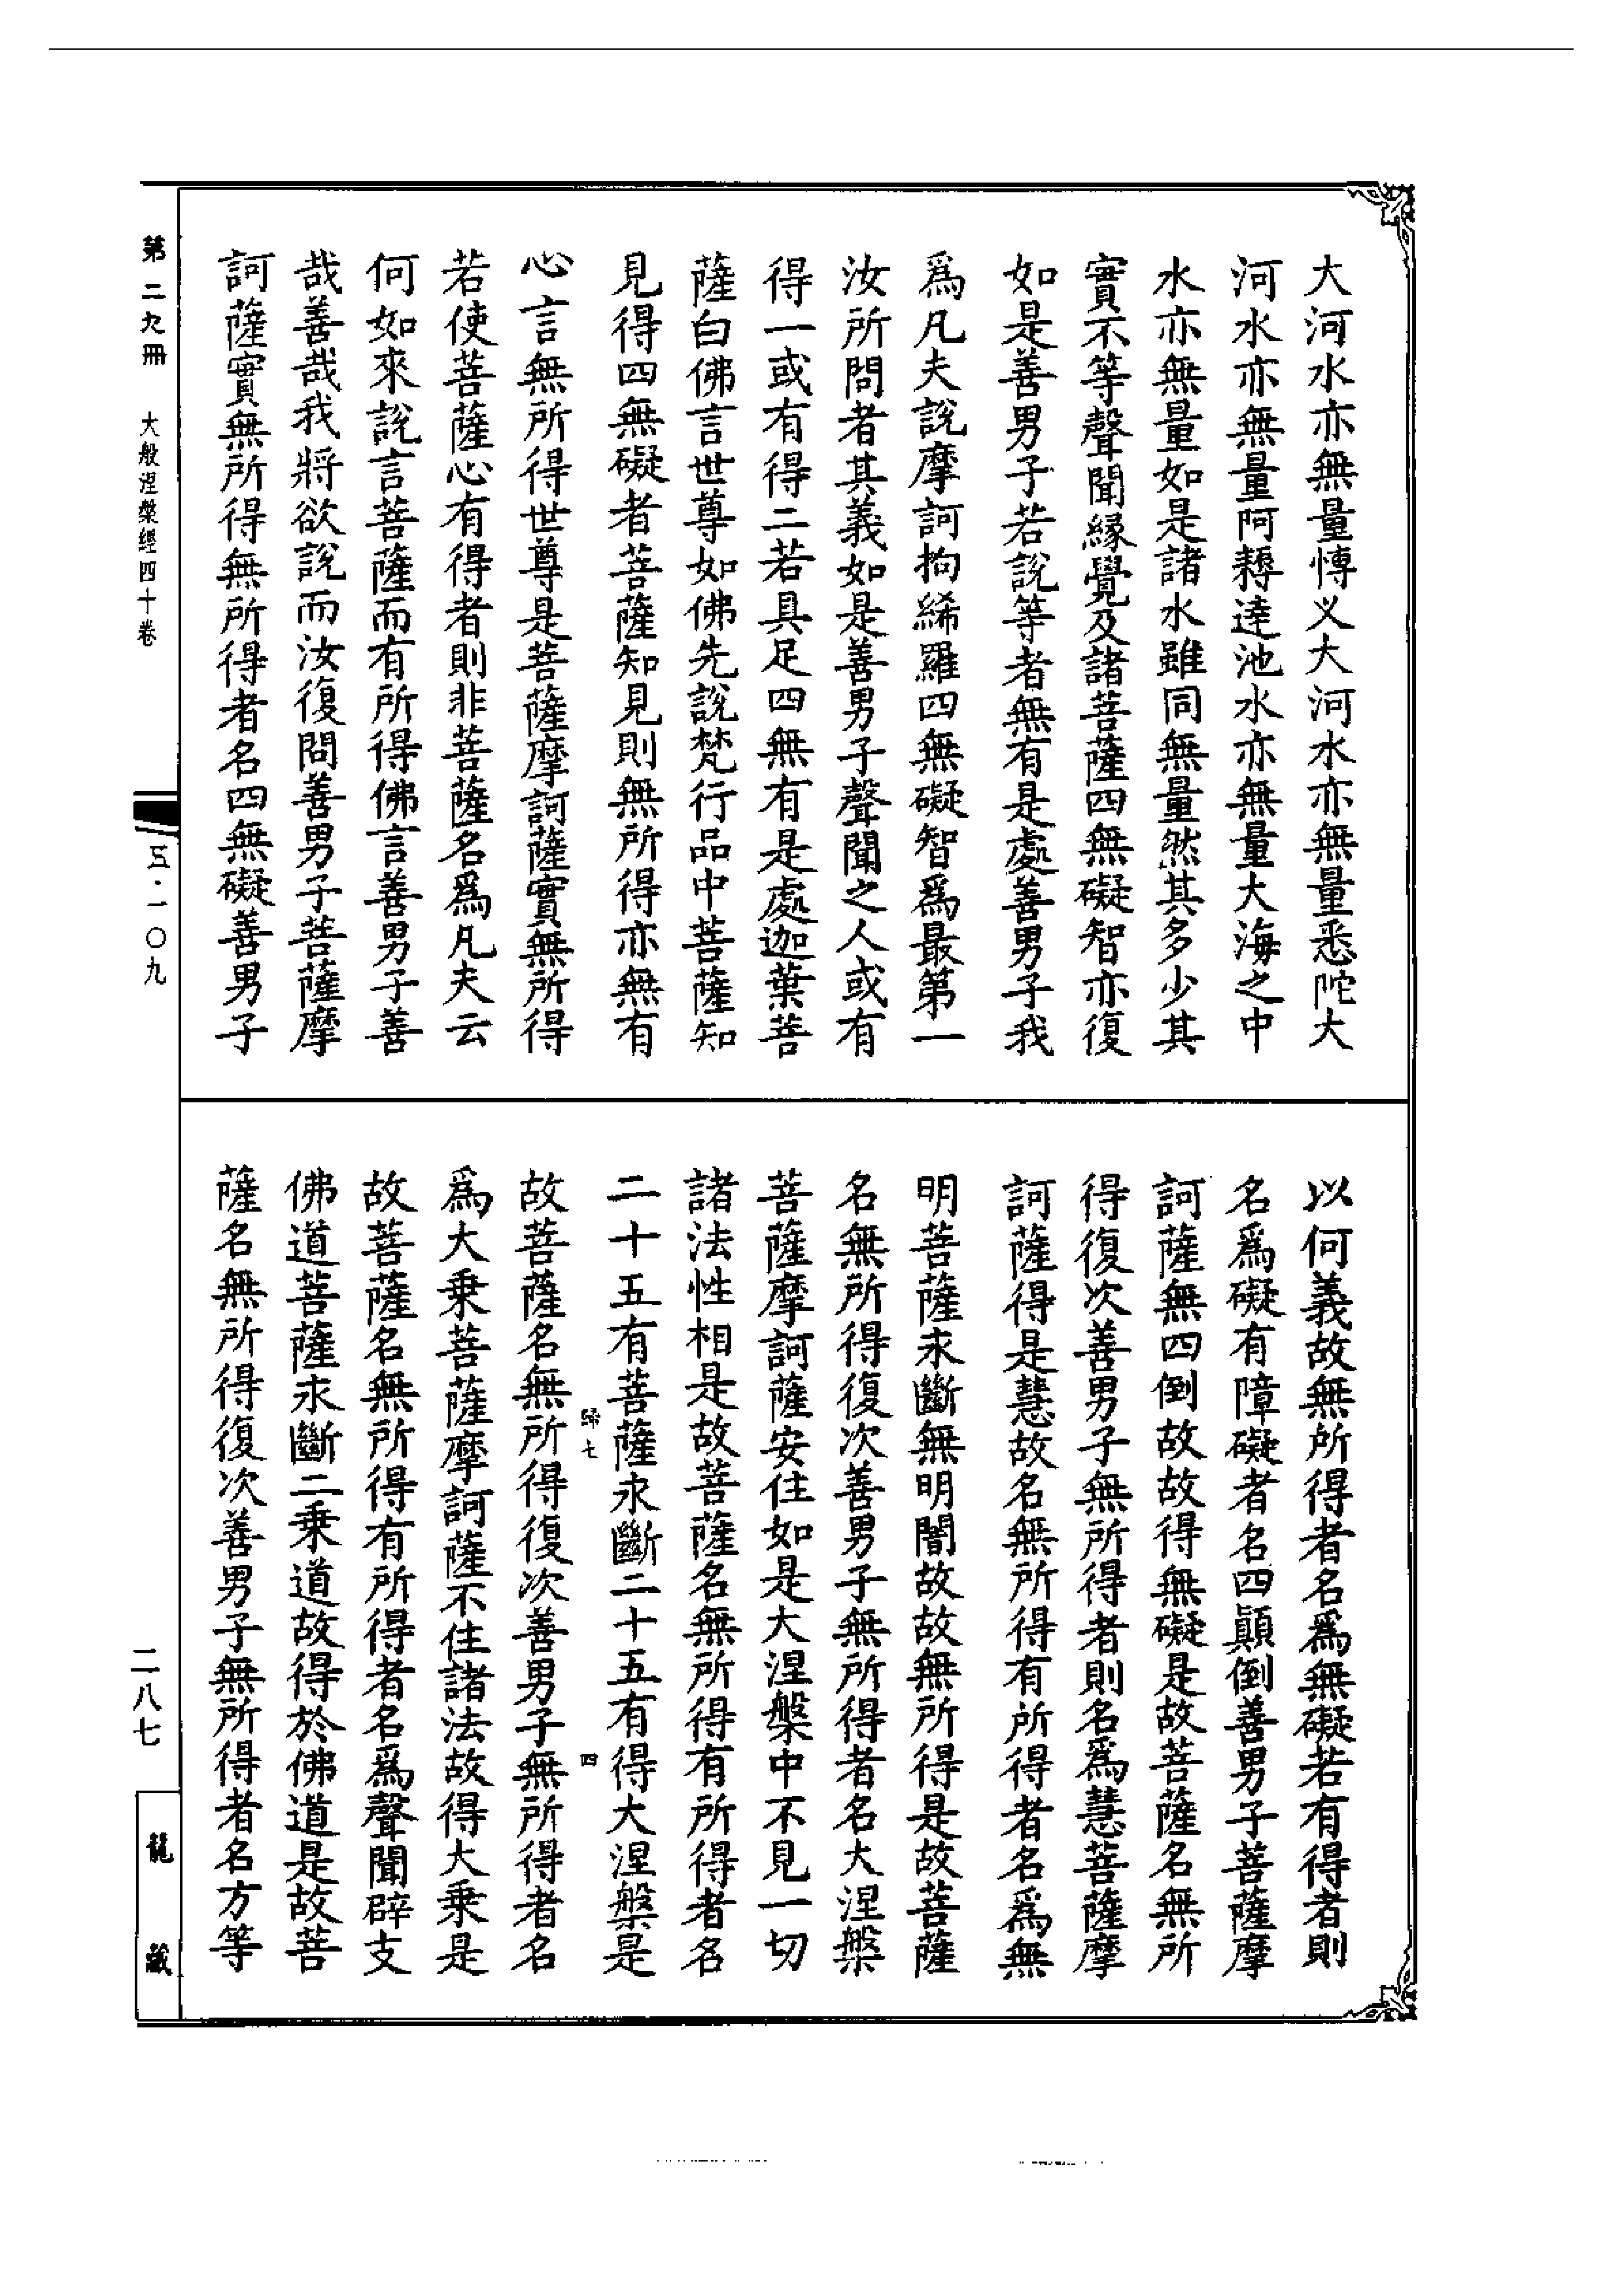 大河水亦無量愽义大河水亦無量悉陀大
河水亦無量阿耨達池水亦無量大海之中
水亦無量如是諸水雖同無量然其多少其
實不等聲聞緣覺及諸菩薩四無礙智亦復
如是善男子若說等者無有是處善男子我
爲凡夫說摩訶拘絺羅四無礙智爲最第一
汝所問者其義如是善男子聲聞之人或有
得一或有得二若具足四無有是處迦葉菩
薩白佛言世尊如佛先說梵行品中菩薩知
見得四無礙者菩薩知見則無所得亦無有
心言無所得世尊是菩薩摩訶薩實無所得
若使菩薩心有得者則非菩薩名爲凡夫云
何如來說言菩薩而有所得佛言善男子善
哉善哉我將欲說而汝復問善男子菩薩摩
訶薩實無所得無所得者名四無礙善男子
以何義故無所得者名爲無礙若有得者則
名爲礙有障礙者名四顚倒善男子菩薩摩
訶薩無四倒故故得無礙是故菩薩名無所
得復次善男子無所得者則名爲慧菩薩摩
訶薩得是慧故名無所得有所得者名爲無
明菩薩永斷無明闇故故無所得是故菩薩
名無所得復次善男子無所得者名大涅槃
菩薩摩訶薩安住如是大涅槃中不見一切
諸法性相是故菩薩名無所得有所得者名
二十五有菩薩永斷二十五有得大涅槃是
歸七
四
故菩薩名無所得復次善男子無所得者名
爲大乘菩薩摩訶薩不住諸法故得大乘是
故菩薩名無所得有所得者名爲聲聞辟支
佛道菩薩永斷二乘道故得於佛道是故菩
薩名無所得復次善男子無所得者名方等
第二九冊
大般涅槃經四十卷
五·一〇九
二八七
龍藏